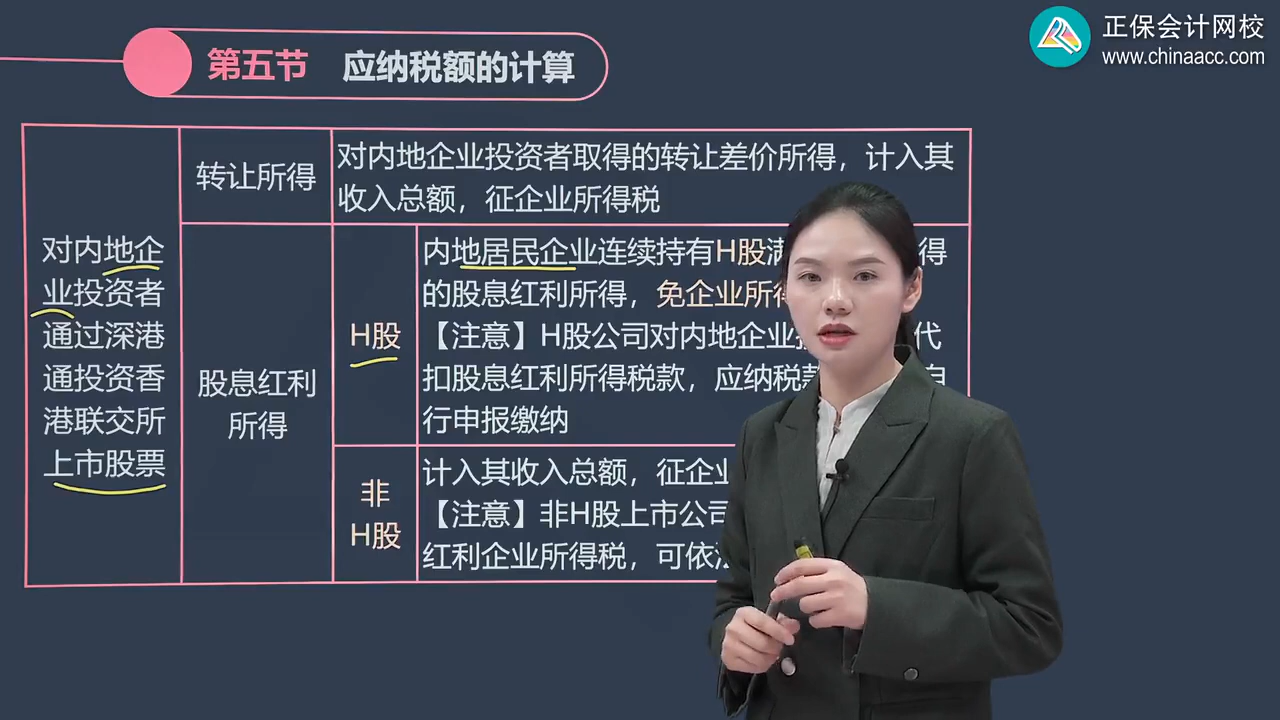 正保会计网校
www.chinaacc.com
第五节 应纳税额的计算
对内地企
业投资者
通过深港
通投资香
港联交所
上市股票
转让所得
对内地企业投资者取得的转让差价所得，计入其
收入总额，征企业所得税
股息红利
所得
H股
内地居民企业连续持有H股满 得
的股息红利所得，免企业所得
【注意】H股公司对内地企业 代
扣股息红利所得税款，应纳税款 自
行申报缴纳
非
H股
计入其收入总额，征企业
【注意】非H股上市公司
红利企业所得税，可依法